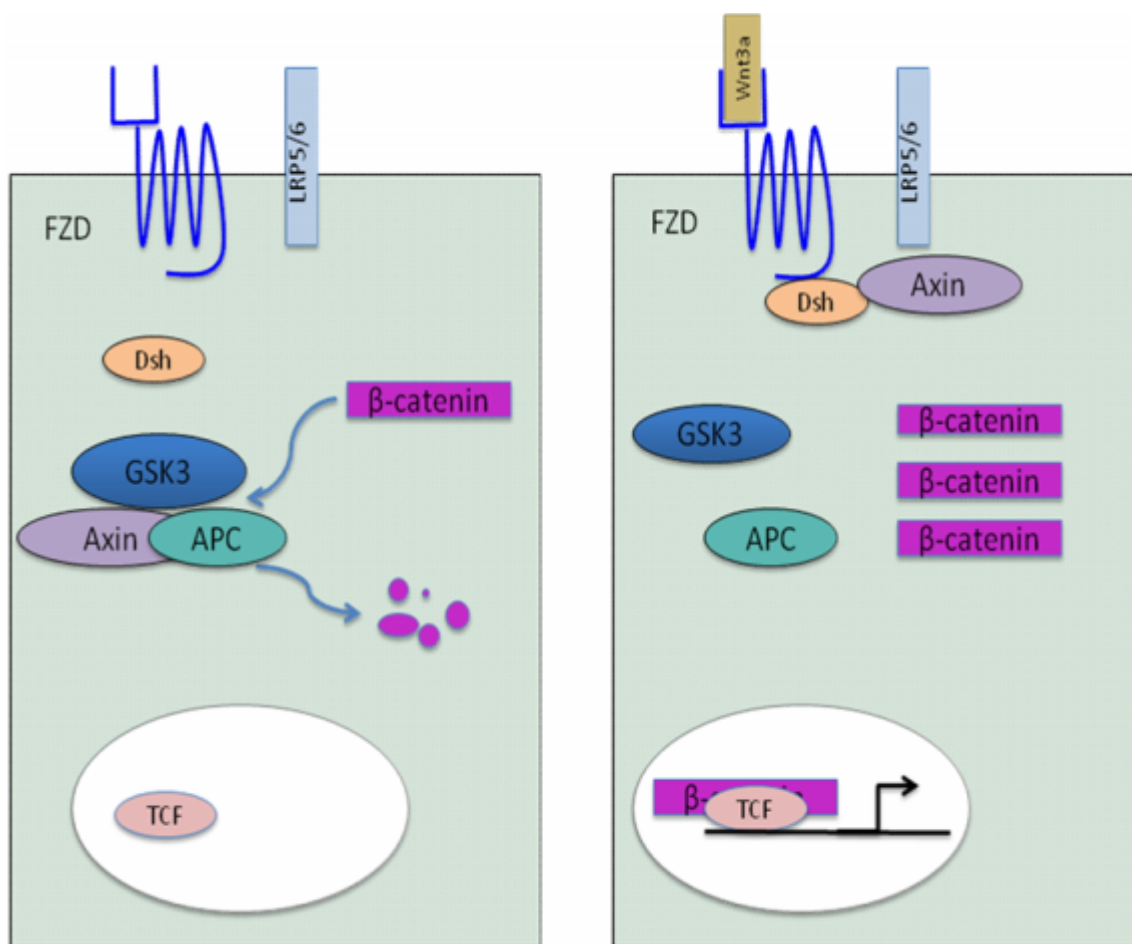 LRP5/6
FZD
Dsh
β-catenin
GSK3
Axin
APC
TCF
Wnt3a
LRP5/6
FZD
Axin
Dsh
β-catenin
GSK3
β-catenin
APC
β-catenin
TCF